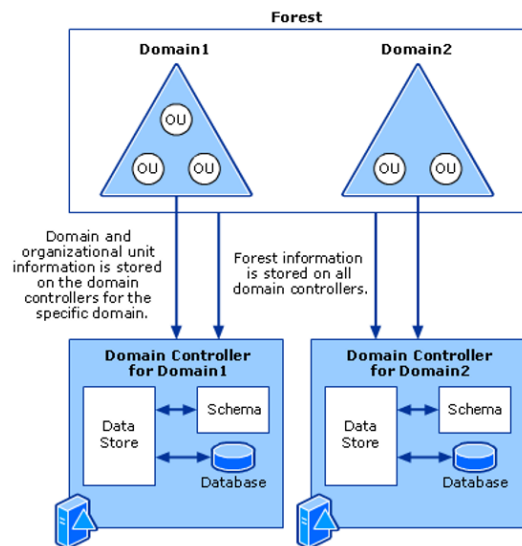 Forest
Domain1
Domain2
OU
OU
OU
OU
OU
Domain and
organizational unit
information is stored
on the domain
controllers for the
specific domain.
Forest information
is stored on all
domain controllers.
Domain Controller
for Domain1
Data
Store
Schema
Database
Domain Controller
for Domain2
Data
Store
Schema
Database